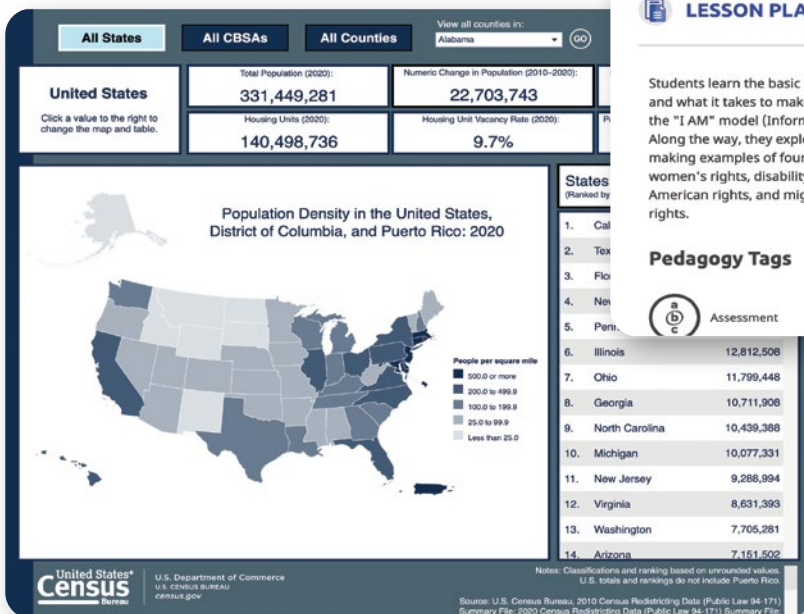 All States
All CBSAs
All Counties
View all counties in:
Alabama
GO
United States
Click a value to the right to
change the map and table.
Total Population (2020):
331,449,281
Numeric Change in Population (2010–2020):
22,703,743
Housing Units (2020):
140,498,736
Housing Unit Vacancy Rate (2020):
9.7%
Population Density in the United States,
District of Columbia, and Puerto Rico: 2020
People per square mile
500.0 or more
200.0 to 499.9
100.0 to 199.9
25.0 to 99.9
Less than 25.0
States
(Ranked by
1. Cal
2. Tex
3. Flo
4. Nev
5. Penn
6. Illinois 12,812,508
7. Ohio 11,799,448
8. Georgia 10,711,908
9. North Carolina 10,439,388
10. Michigan 10,077,331
11. New Jersey 9,288,994
12. Virginia 8,631,393
13. Washington 7,705,281
14. Arizona 7,151,502
Notes: Classifications and ranking based on unrounded values.
U.S. totals and rankings do not include Puerto Rico.
Source: U.S. Census Bureau, 2010 Census Redistricting Data (Public Law 94-171)
Summary File; 2020 Census Redistricting Data (Public Law 94-171) Summary File;
United States®
Census
Bureau
U.S. Department of Commerce
U.S. CENSUS BUREAU
census.gov
LESSON PLA
Students learn the basic
and what it takes to mak
the "I AM" model (Inforn
Along the way, they explo
making examples of four
women's rights, disability
American rights, and mig
rights.
Pedagogy Tags
a
b
c
Assessment